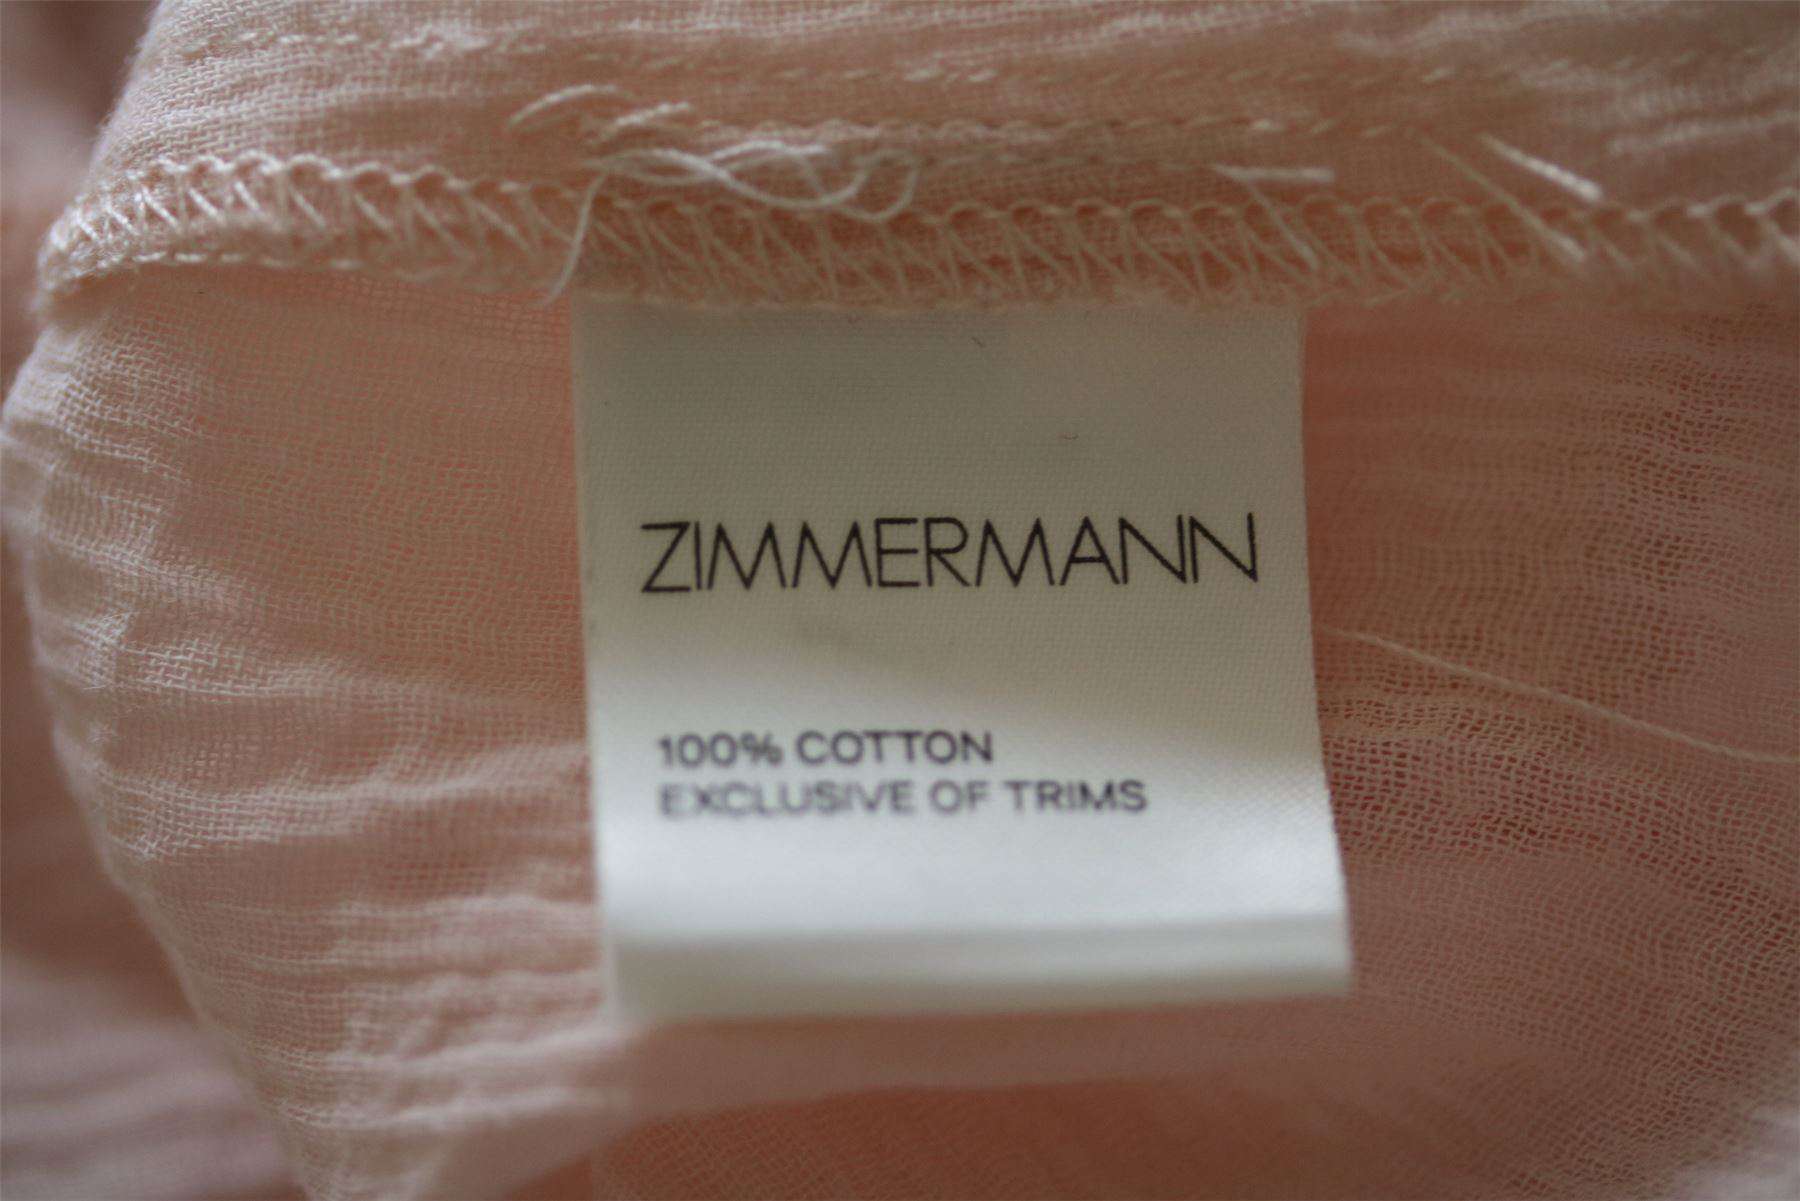 ZIMMERMANN
100% COTTON
EXCLUSIVE OF TRIMS